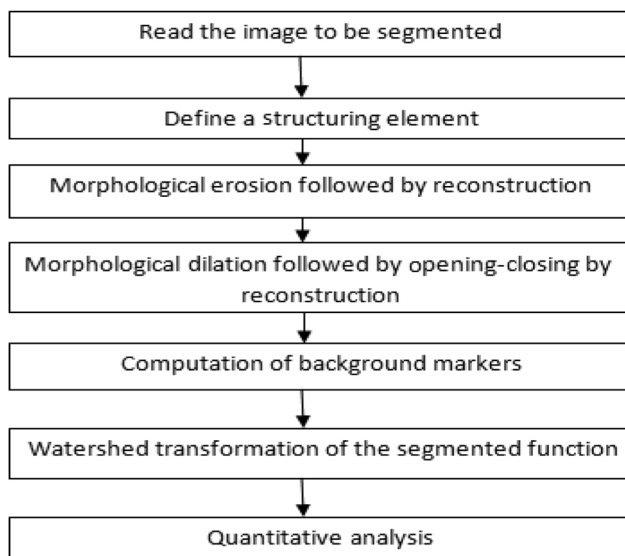 Read the image to be segmented
Define a structuring element
Morphological erosion followed by reconstruction
Morphological dilation followed by opening-closing by
reconstruction
Computation of background markers
Watershed transformation of the segmented function
Quantitative analysis